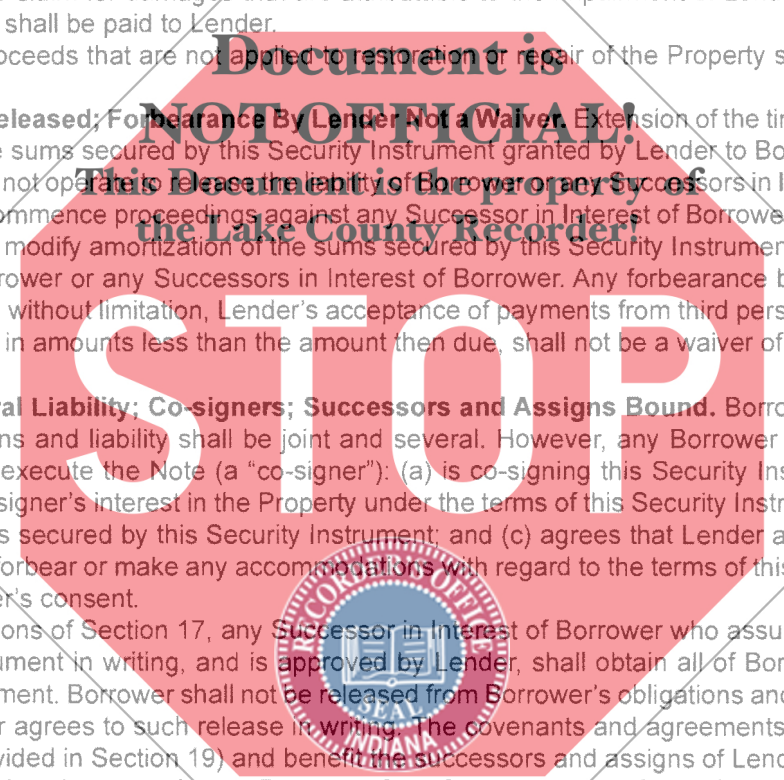 shall be paid to Lender.
oceeds that are not applied to restoration or repair of the Property s
Document is
eleased; Forbearance By Lender Not a Waiver. Extension of the tir
NOT OFFICIAL!
e sums secured by this Security Instrument granted by Lender to Bo
not operate to release the liability of Borrower or any Successors in I
This Document is the property of
ommence proceedings against any Successor in Interest of Borrowe
the Lake County Recorder!
modify amortization of the sums secured by this Security Instrumen
rower or any Successors in Interest of Borrower. Any forbearance b
without limitation, Lender's acceptance of payments from third pers
in amounts less than the amount then due, shall not be a waiver of
STOP
ral Liability; Co-signers; Successors and Assigns Bound. Borro
ns and liability shall be joint and several. However, any Borrower
execute the Note (a “co-signer”): (a) is co-signing this Security Ins
signer's interest in the Property under the terms of this Security Instr
s secured by this Security Instrument; and (c) agrees that Lender a
forbear or make any accommodations with regard to the terms of this
er's consent.
ons of Section 17, any Successor in Interest of Borrower who assu
ument in writing, and is approved by Lender, shall obtain all of Bor
ment. Borrower shall not be released from Borrower's obligations and
r agrees to such release in writing. The covenants and agreements
vided in Section 19) and benefit the successors and assigns of Lend
RECORDER'S OFFICE
SEAL
INDIANA